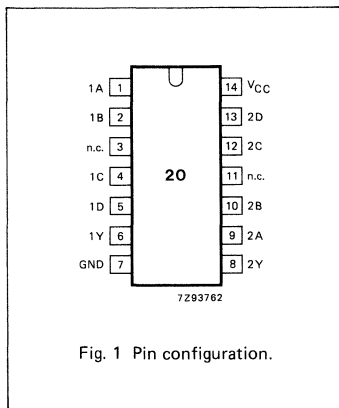 1A 1 14 VCC
1B 2 13 2D
n.c. 3 12 2C
1C 4 20 11 n.c.
1D 5 10 2B
1Y 6 9 2A
GND 7 8 2Y
7Z93762
Fig. 1 Pin configuration.